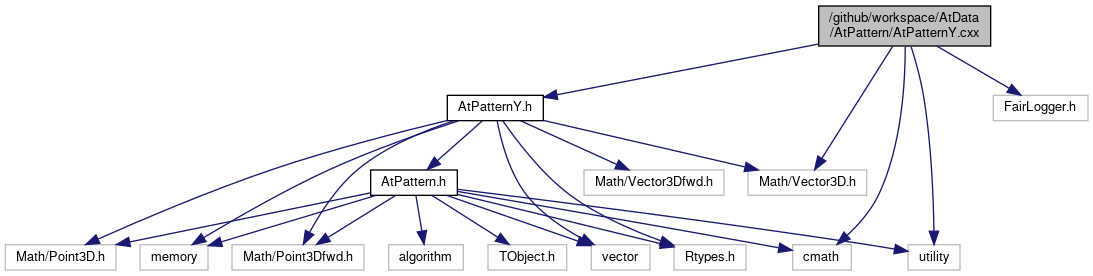 /github/workspace/AtData
/AtPattern/AtPatternY.cxx
AtPatternY.h
FairLogger.h
AtPattern.h
Math/Vector3Dfwd.h
Math/Vector3D.h
Math/Point3D.h
memory
Math/Point3Dfwd.h
algorithm
TObject.h
vector
Rtypes.h
cmath
utility